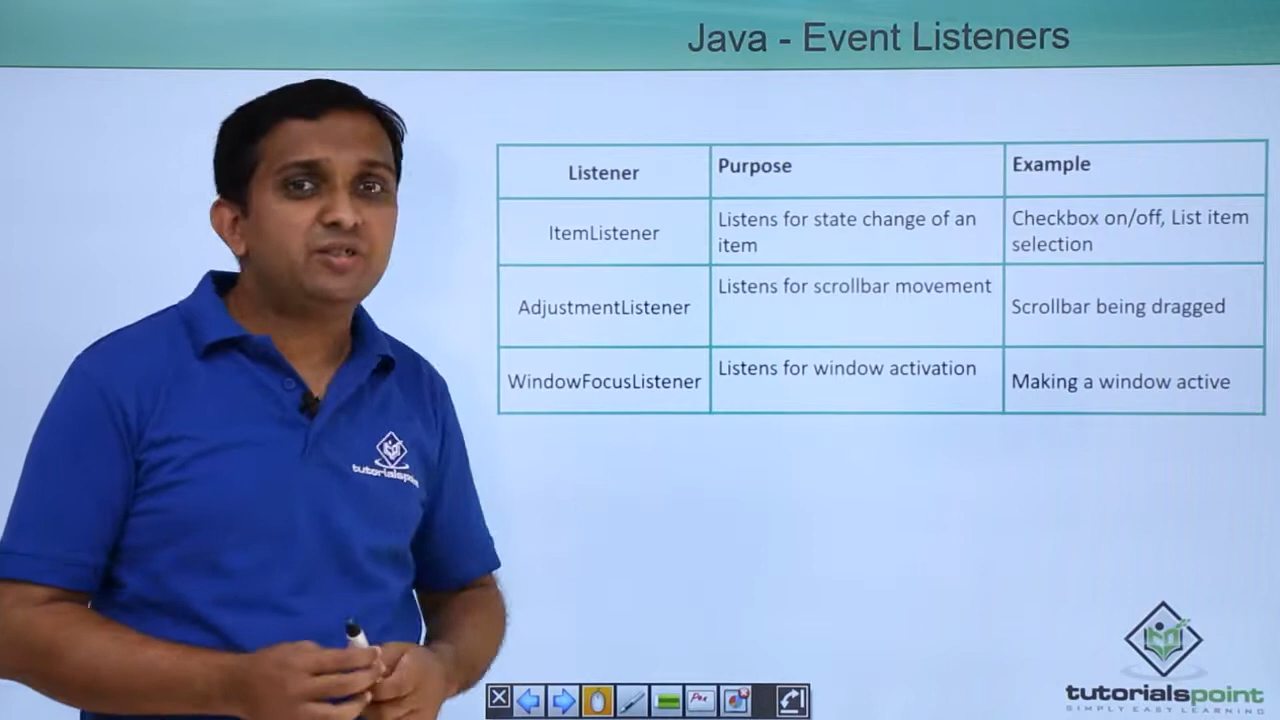 Java - Event Listeners
Listener
Purpose
Example
ItemListener
Listens for state change of an
item
Checkbox on/off, List item
selection
AdjustmentListener
Listens for scrollbar movement
Scrollbar being dragged
WindowFocusListener
Listens for window activation
Making a window active
tutorialspoint
Pen
tutorialspoint
SIMPLY EASY LEARNING